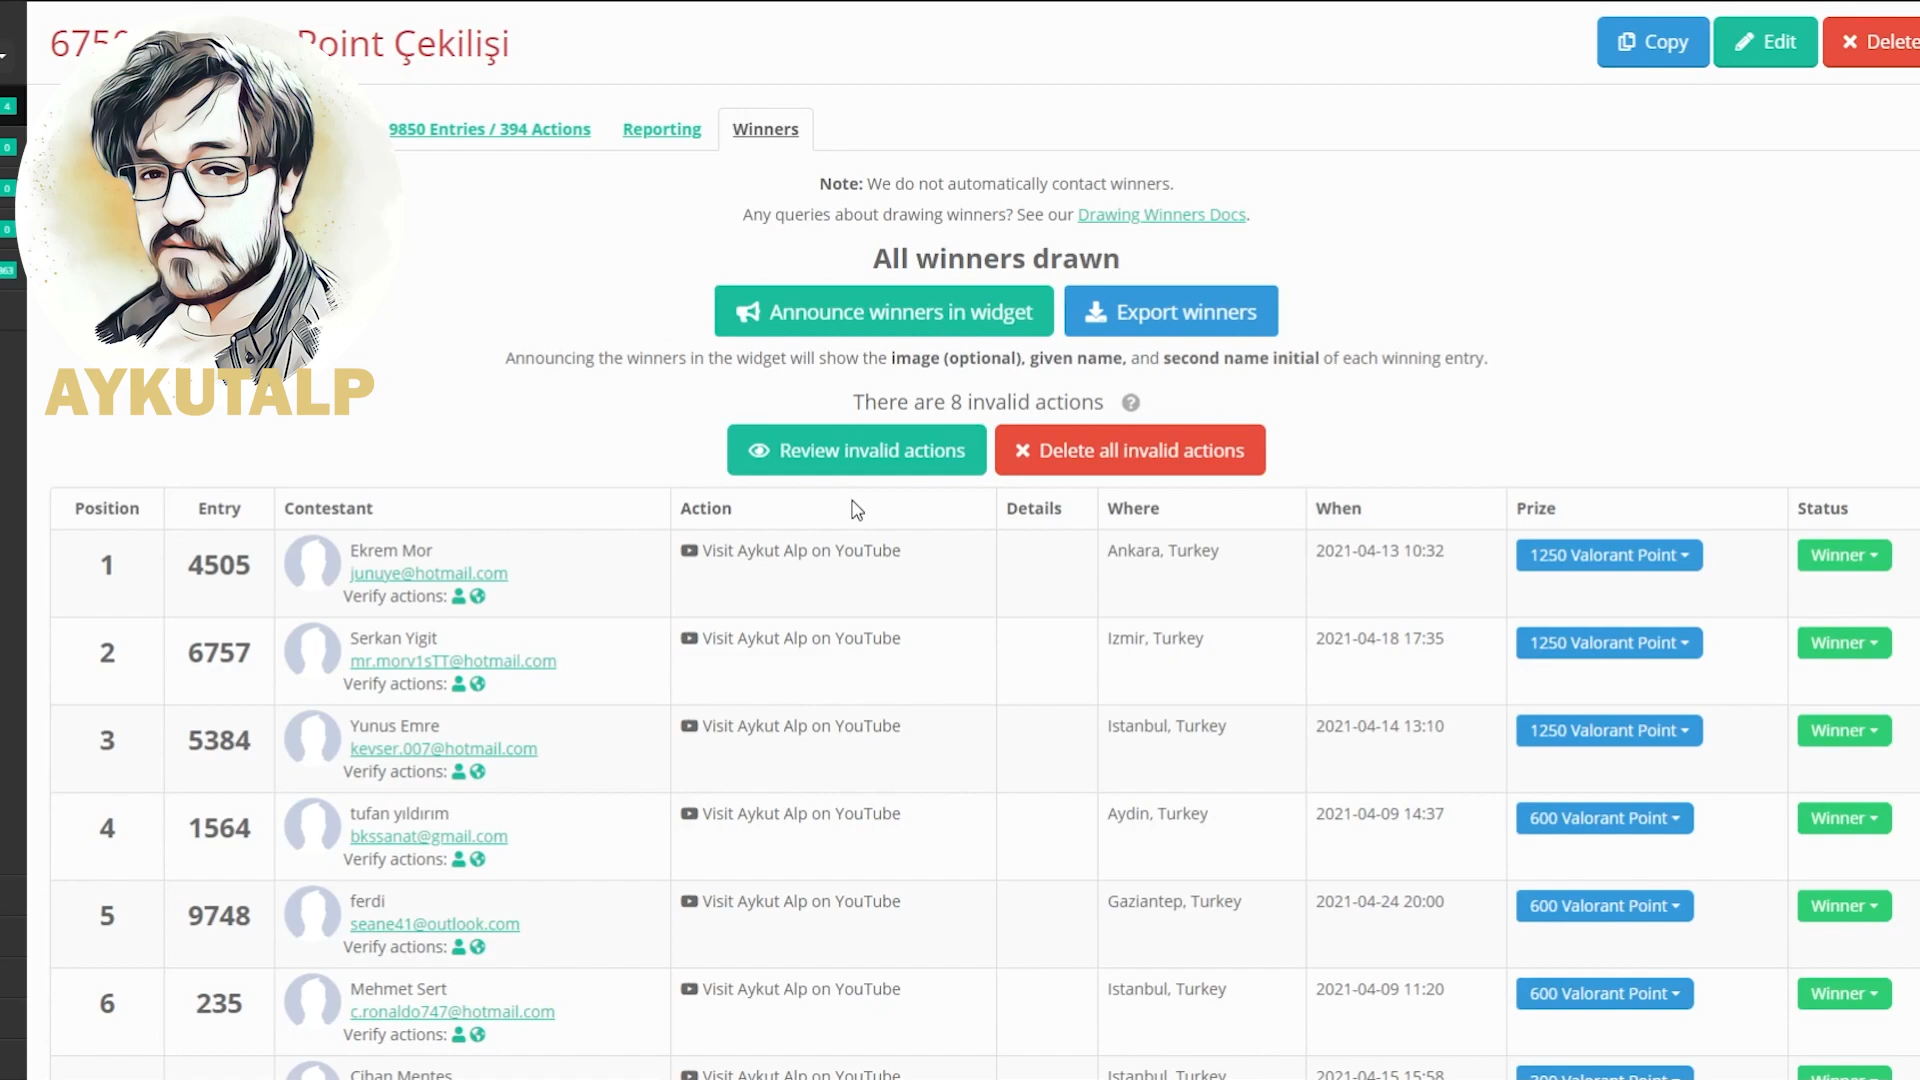 Point Çekilişi
Copy
Edit
Delete
4
0
0
0
9850 Entries / 394 Actions
Reporting
Winners
Note: We do not automatically contact winners.
Any queries about drawing winners? See our Drawing Winners Docs.
All winners drawn
Announce winners in widget
Export winners
Announcing the winners in the widget will show the image (optional), given name, and second name initial of each winning entry.
AYKUTALP
There are 8 invalid actions ?
Review invalid actions
Delete all invalid actions
Position Entry Contestant Action Details Where When Prize Status
1 4505 Ekrem Mor Visit Aykut Alp on YouTube Ankara, Turkey 2021-04-13 10:32 1250 Valorant Point Winner
junuye@hotmail.com
Verify actions:
2 6757 Serkan Yigit Visit Aykut Alp on YouTube Izmir, Turkey 2021-04-18 17:35 1250 Valorant Point Winner
mr.morv1sTT@hotmail.com
Verify actions:
3 5384 Yunus Emre Visit Aykut Alp on YouTube Istanbul, Turkey 2021-04-14 13:10 1250 Valorant Point Winner
kevser.007@hotmail.com
Verify actions:
4 1564 tufan yıldırım Visit Aykut Alp on YouTube Aydin, Turkey 2021-04-09 14:37 600 Valorant Point Winner
bkssanat@gmail.com
Verify actions:
5 9748 ferdi Visit Aykut Alp on YouTube Gaziantep, Turkey 2021-04-24 20:00 600 Valorant Point Winner
seane41@outlook.com
Verify actions:
6 235 Mehmet Sert Visit Aykut Alp on YouTube Istanbul, Turkey 2021-04-09 11:20 600 Valorant Point Winner
c.ronaldo747@hotmail.com
Verify actions:
Cihan Mentes Visit Aykut Alp on YouTube Istanbul, Turkey 2021-04-15 15:58 300 Valorant Point Winner